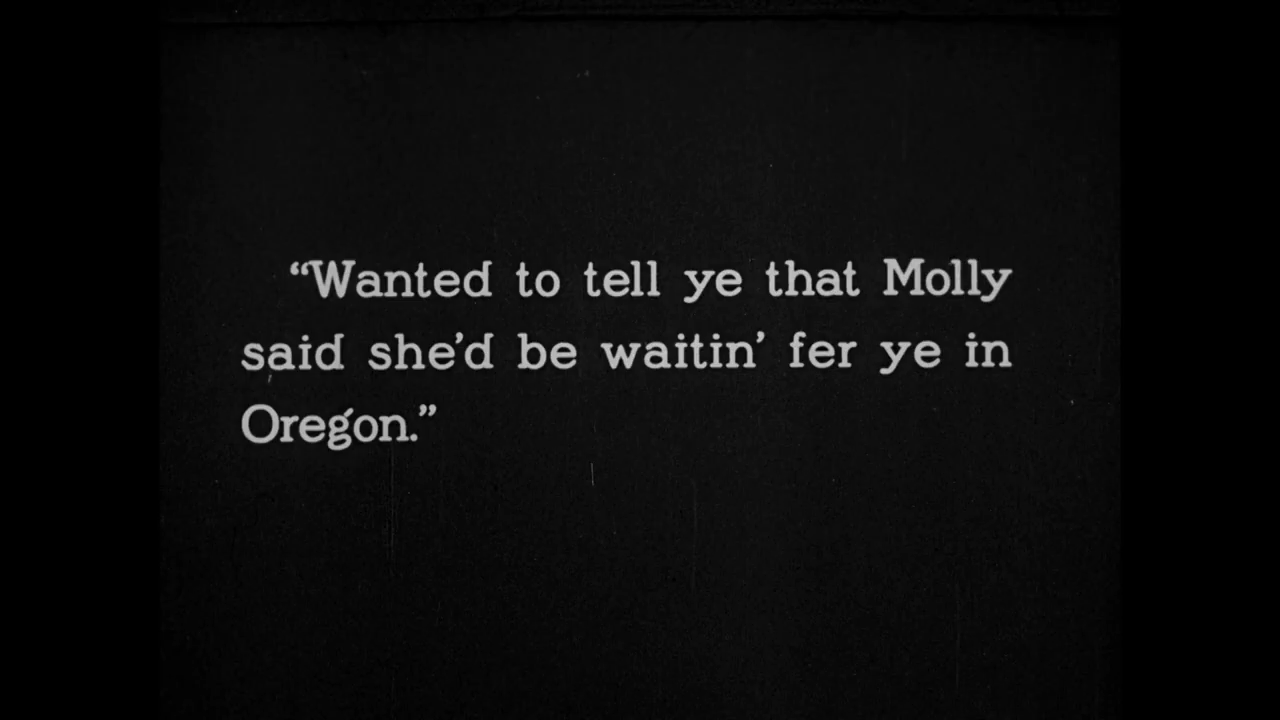 “Wanted to tell ye that Molly
said she’d be waitin’ fer ye in
Oregon.”